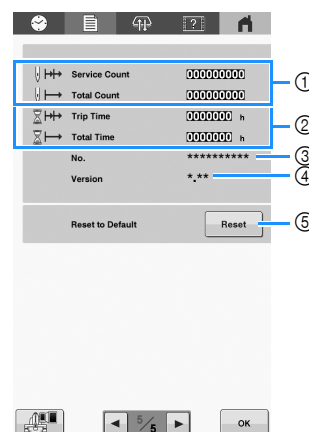 ?
Service Count 000000000 ①
Total Count 000000000
Trip Time 0000000 h ②
Total Time 0000000 h
No. ********** ③
Version *.** ④
Reset to Default Reset ⑤
5/5 OK